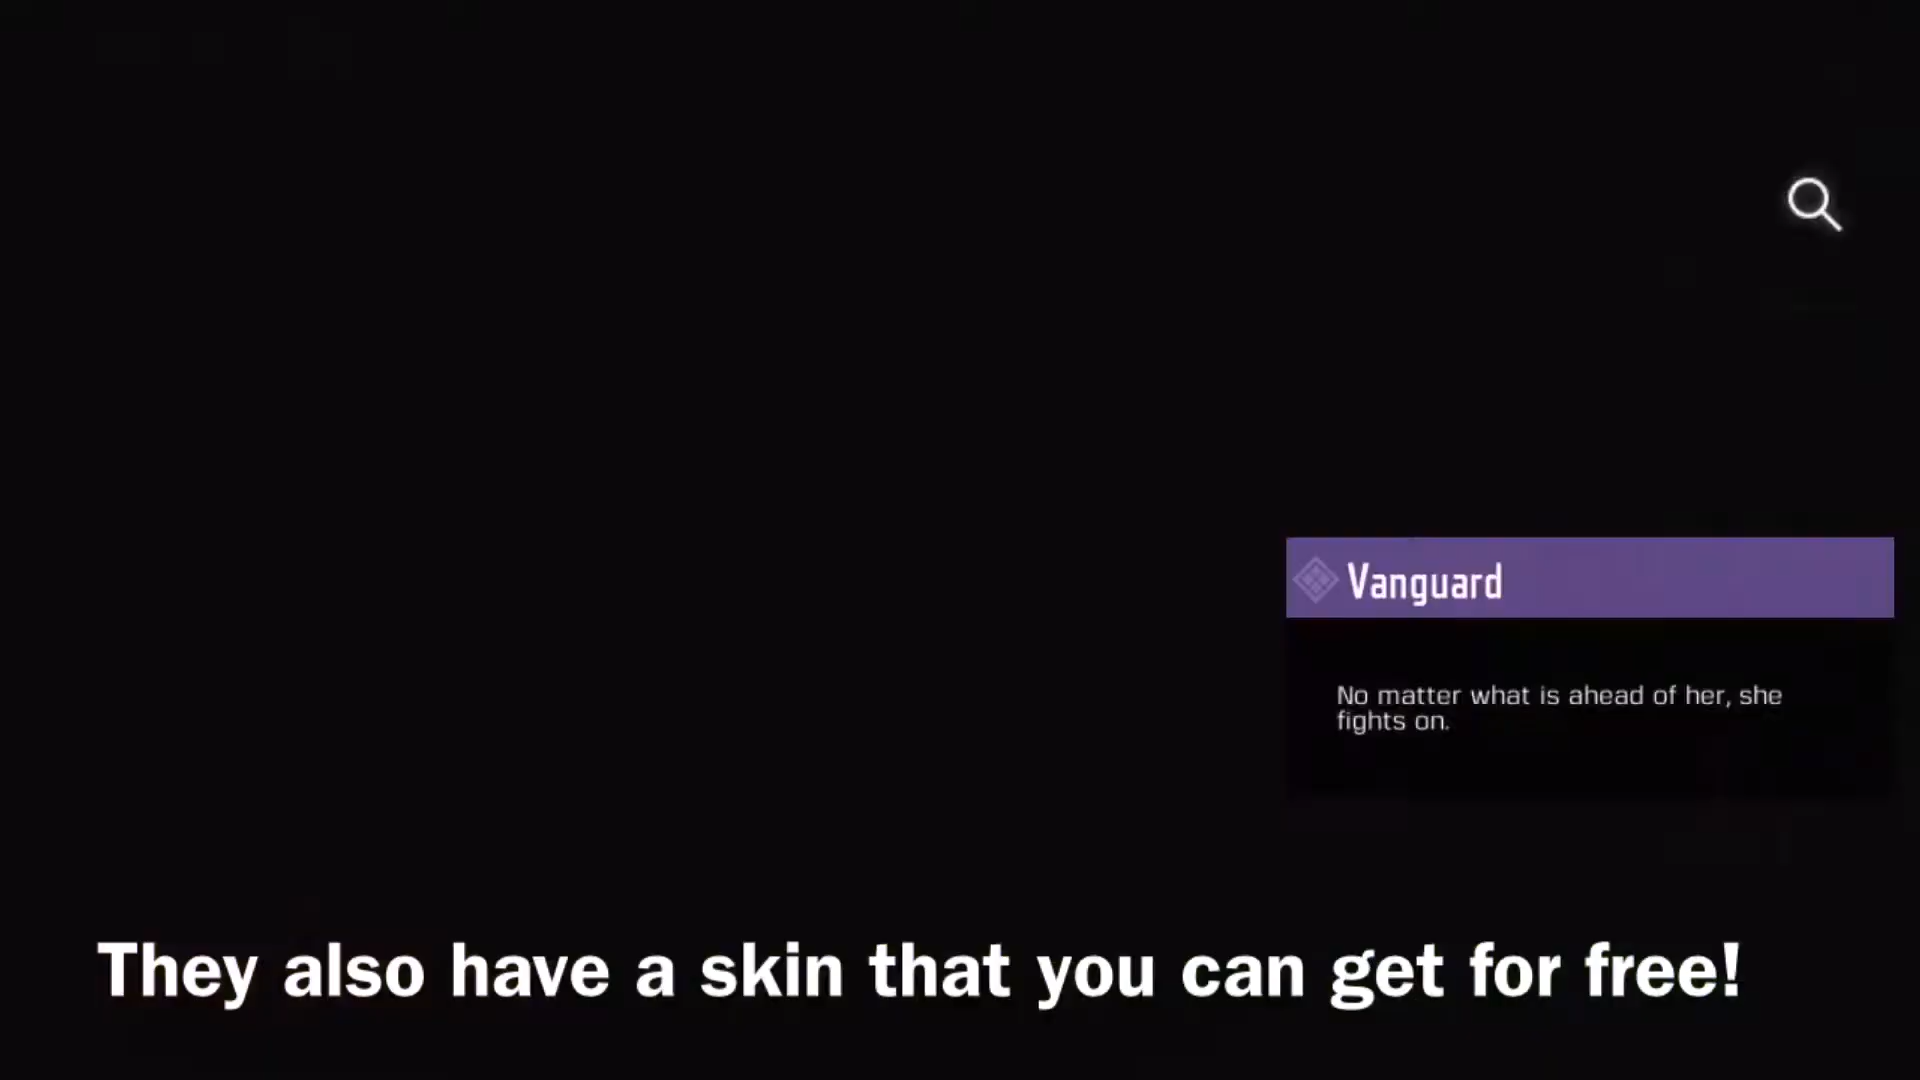 Vanguard
No matter what is ahead of her, she
fights on.
They also have a skin that you can get for free!